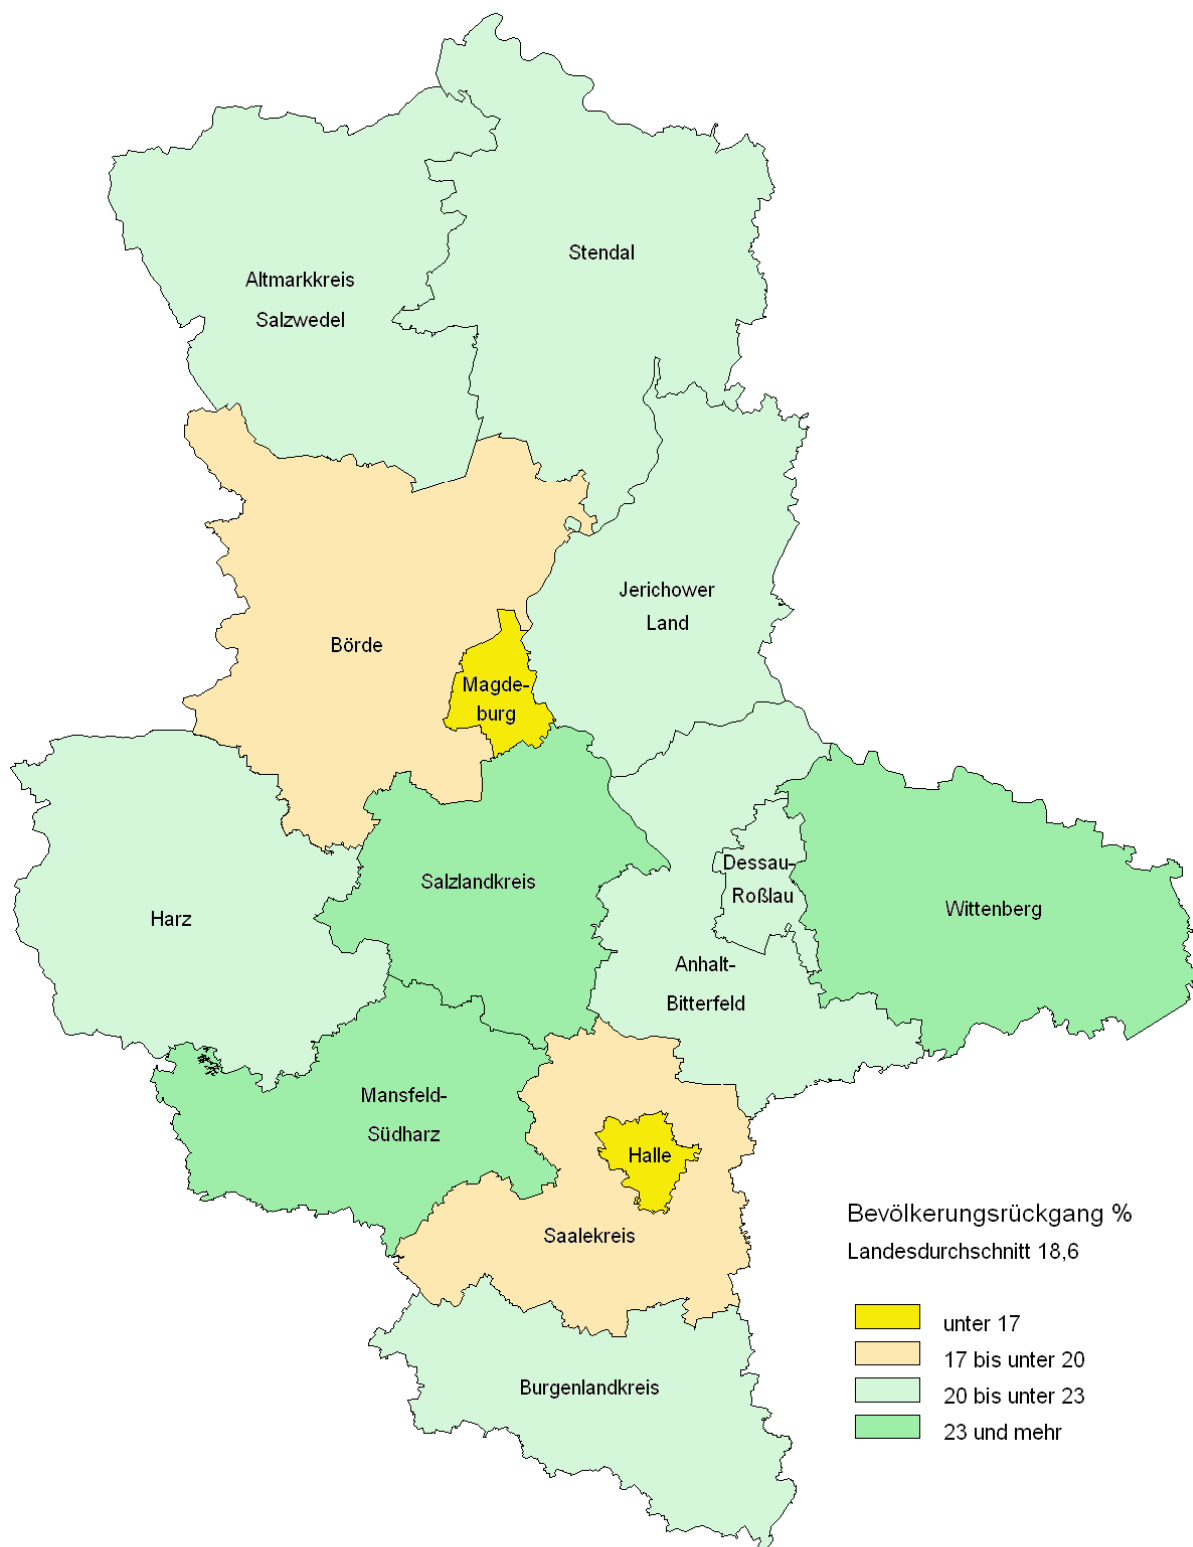 Stendal
Altmarkkreis
Salzwedel
Jerichower
Land
Börde
Magde-
burg
Dessau-
Roßlau
Salzlandkreis
Wittenberg
Harz
Anhalt-
Bitterfeld
Mansfeld-
Südharz
Halle
Saalekreis
Burgenlandkreis
Bevölkerungsrückgang %
Landesdurchschnitt 18,6
unter 17
17 bis unter 20
20 bis unter 23
23 und mehr